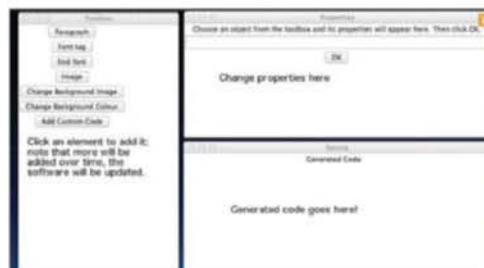 Toolbox
Paragraph
Font tag
End font
Image
Change Background Image
Change Background Colour
Add Custom Code
Click an element to add it;
note that more will be
added over time, the
software will be updated.
Properties
Choose an object from the toolbox and its properties will appear here. Then click OK.
OK
Change properties here
Generated Code
Generated code goes here!